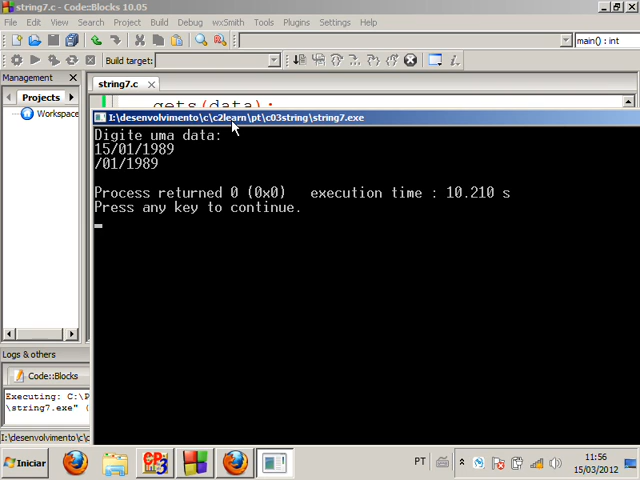 string7.c - Code::Blocks 10.05
File Edit View Search Project Build Debug wxSmith Tools Plugins Settings Help
Build target:
main() : int
Management
Projects
Workspace
string7.c
gets(data);
I:\desenvolvimento\c\c2learn\pt\c03string\string7.exe
Digite uma data:
15/01/1989
/01/1989
Process returned 0 (0x0) execution time : 10.210 s
Press any key to continue.
Logs & others
Code::Blocks
Executing: C:\P
\string7.exe" (
I:\desenvolvimento\c\c
Iniciar
PT
11:56
15/03/2012